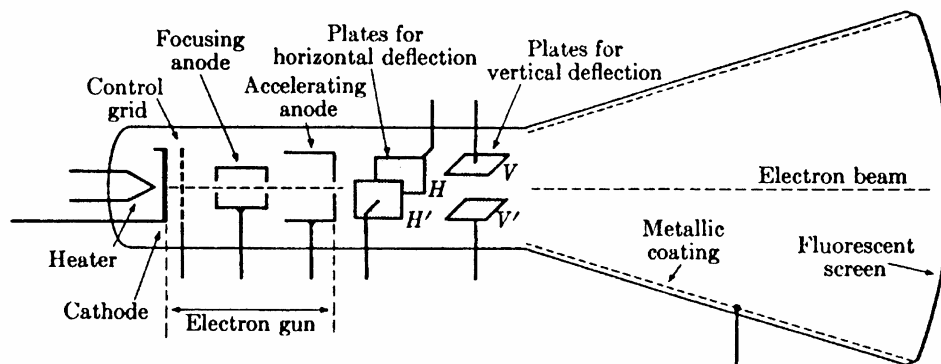 Focusing
anode
Control
grid
Plates for
horizontal deflection
Accelerating
anode
Plates for
vertical deflection
H
H′
V
V′
Electron beam
Heater
Cathode
Electron gun
Metallic
coating
Fluorescent
screen